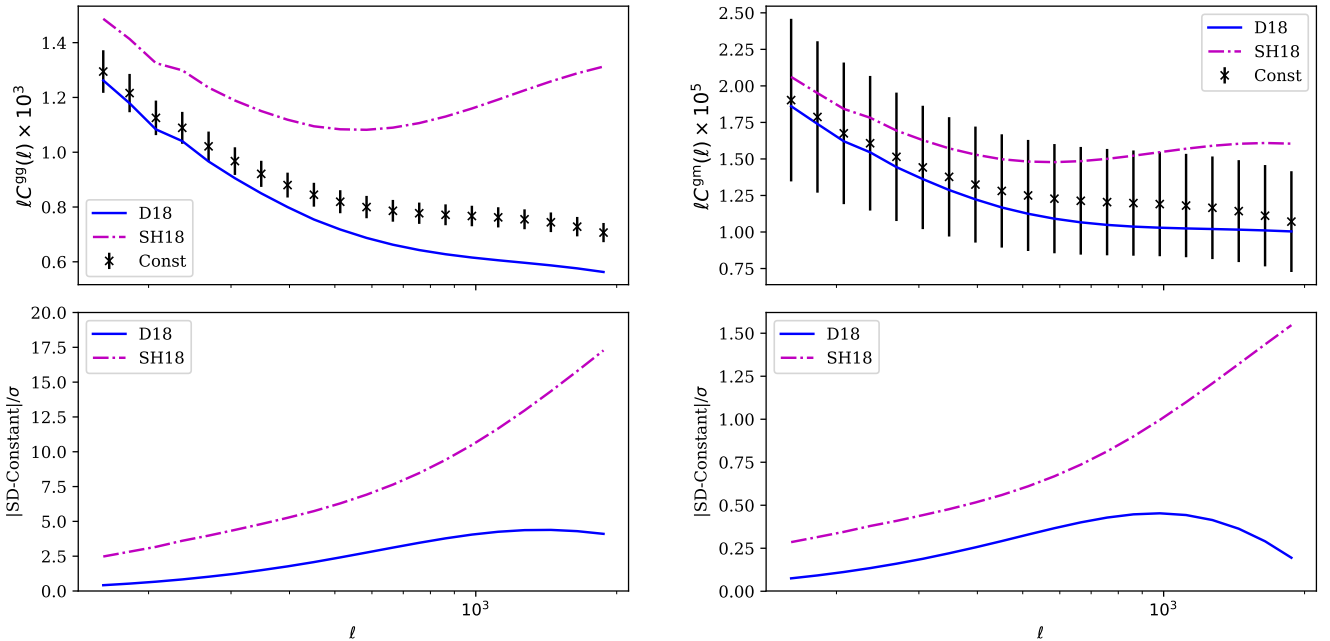 ℓC^gg(ℓ) × 10^3
1.4
1.2
1.0
0.8
0.6
D18
SH18
Const
ℓC^gm(ℓ) × 10^5
2.50
2.25
2.00
1.75
1.50
1.25
1.00
0.75
D18
SH18
Const
|SD-Constant|/σ
20.0
17.5
15.0
12.5
10.0
7.5
5.0
2.5
0.0
D18
SH18
10^3
ℓ
|SD-Constant|/σ
1.50
1.25
1.00
0.75
0.50
0.25
0.00
D18
SH18
10^3
ℓ